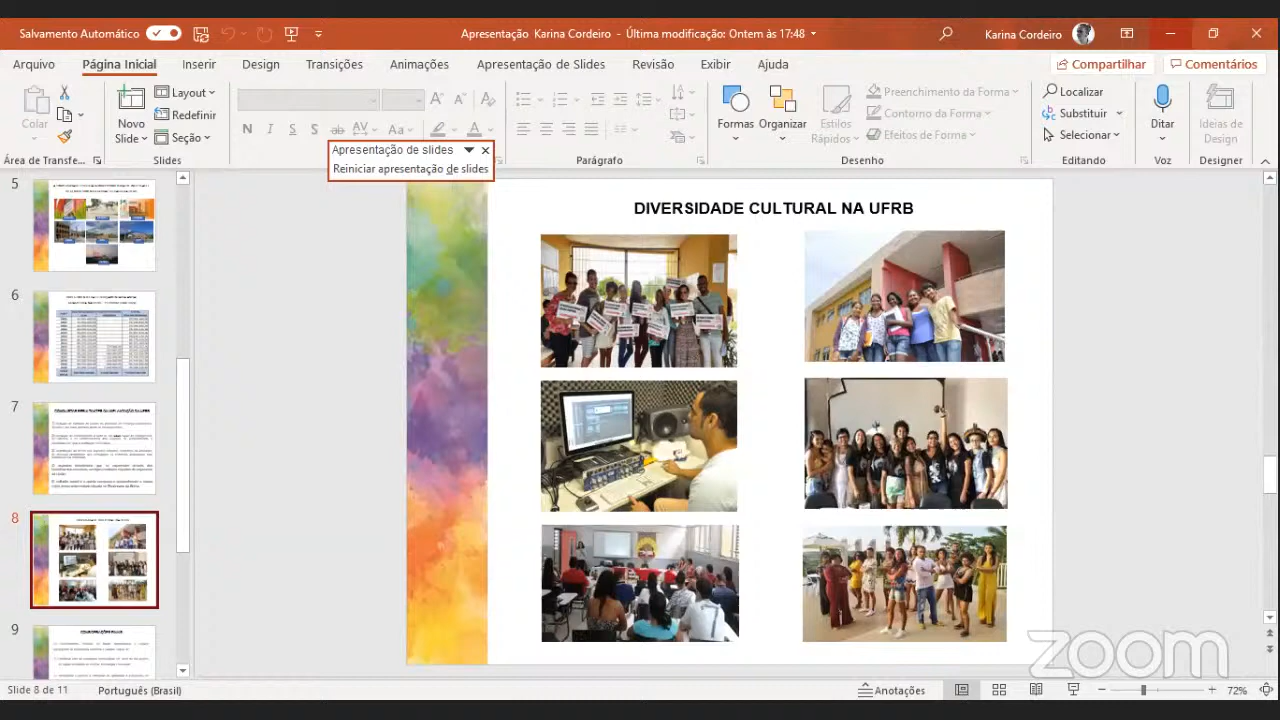 Salvamento Automático
Apresentação Karina Cordeiro - Última modificação: Ontem às 17:48
Karina Cordeiro
Arquivo
Página Inicial
Inserir
Design
Transições
Animações
Apresentação de Slides
Revisão
Exibir
Ajuda
Compartilhar
Comentários
Colar
Novo
Slide
Layout
Redefinir
Seção
Formas
Organizar
Estilos
Rápidos
Preenchimento da Forma
Contorno da Forma
Efeitos de Forma
Localizar
Substituir
Selecionar
Ditar
Ideias de
Design
Área de Transfe...
Slides
Parágrafo
Desenho
Editando
Voz
Designer
Apresentação de slides
Reiniciar apresentação de slides
5
6
7
8
9
DIVERSIDADE CULTURAL NA UFRB
zoom
Slide 8 de 11
Português (Brasil)
Anotações
72%